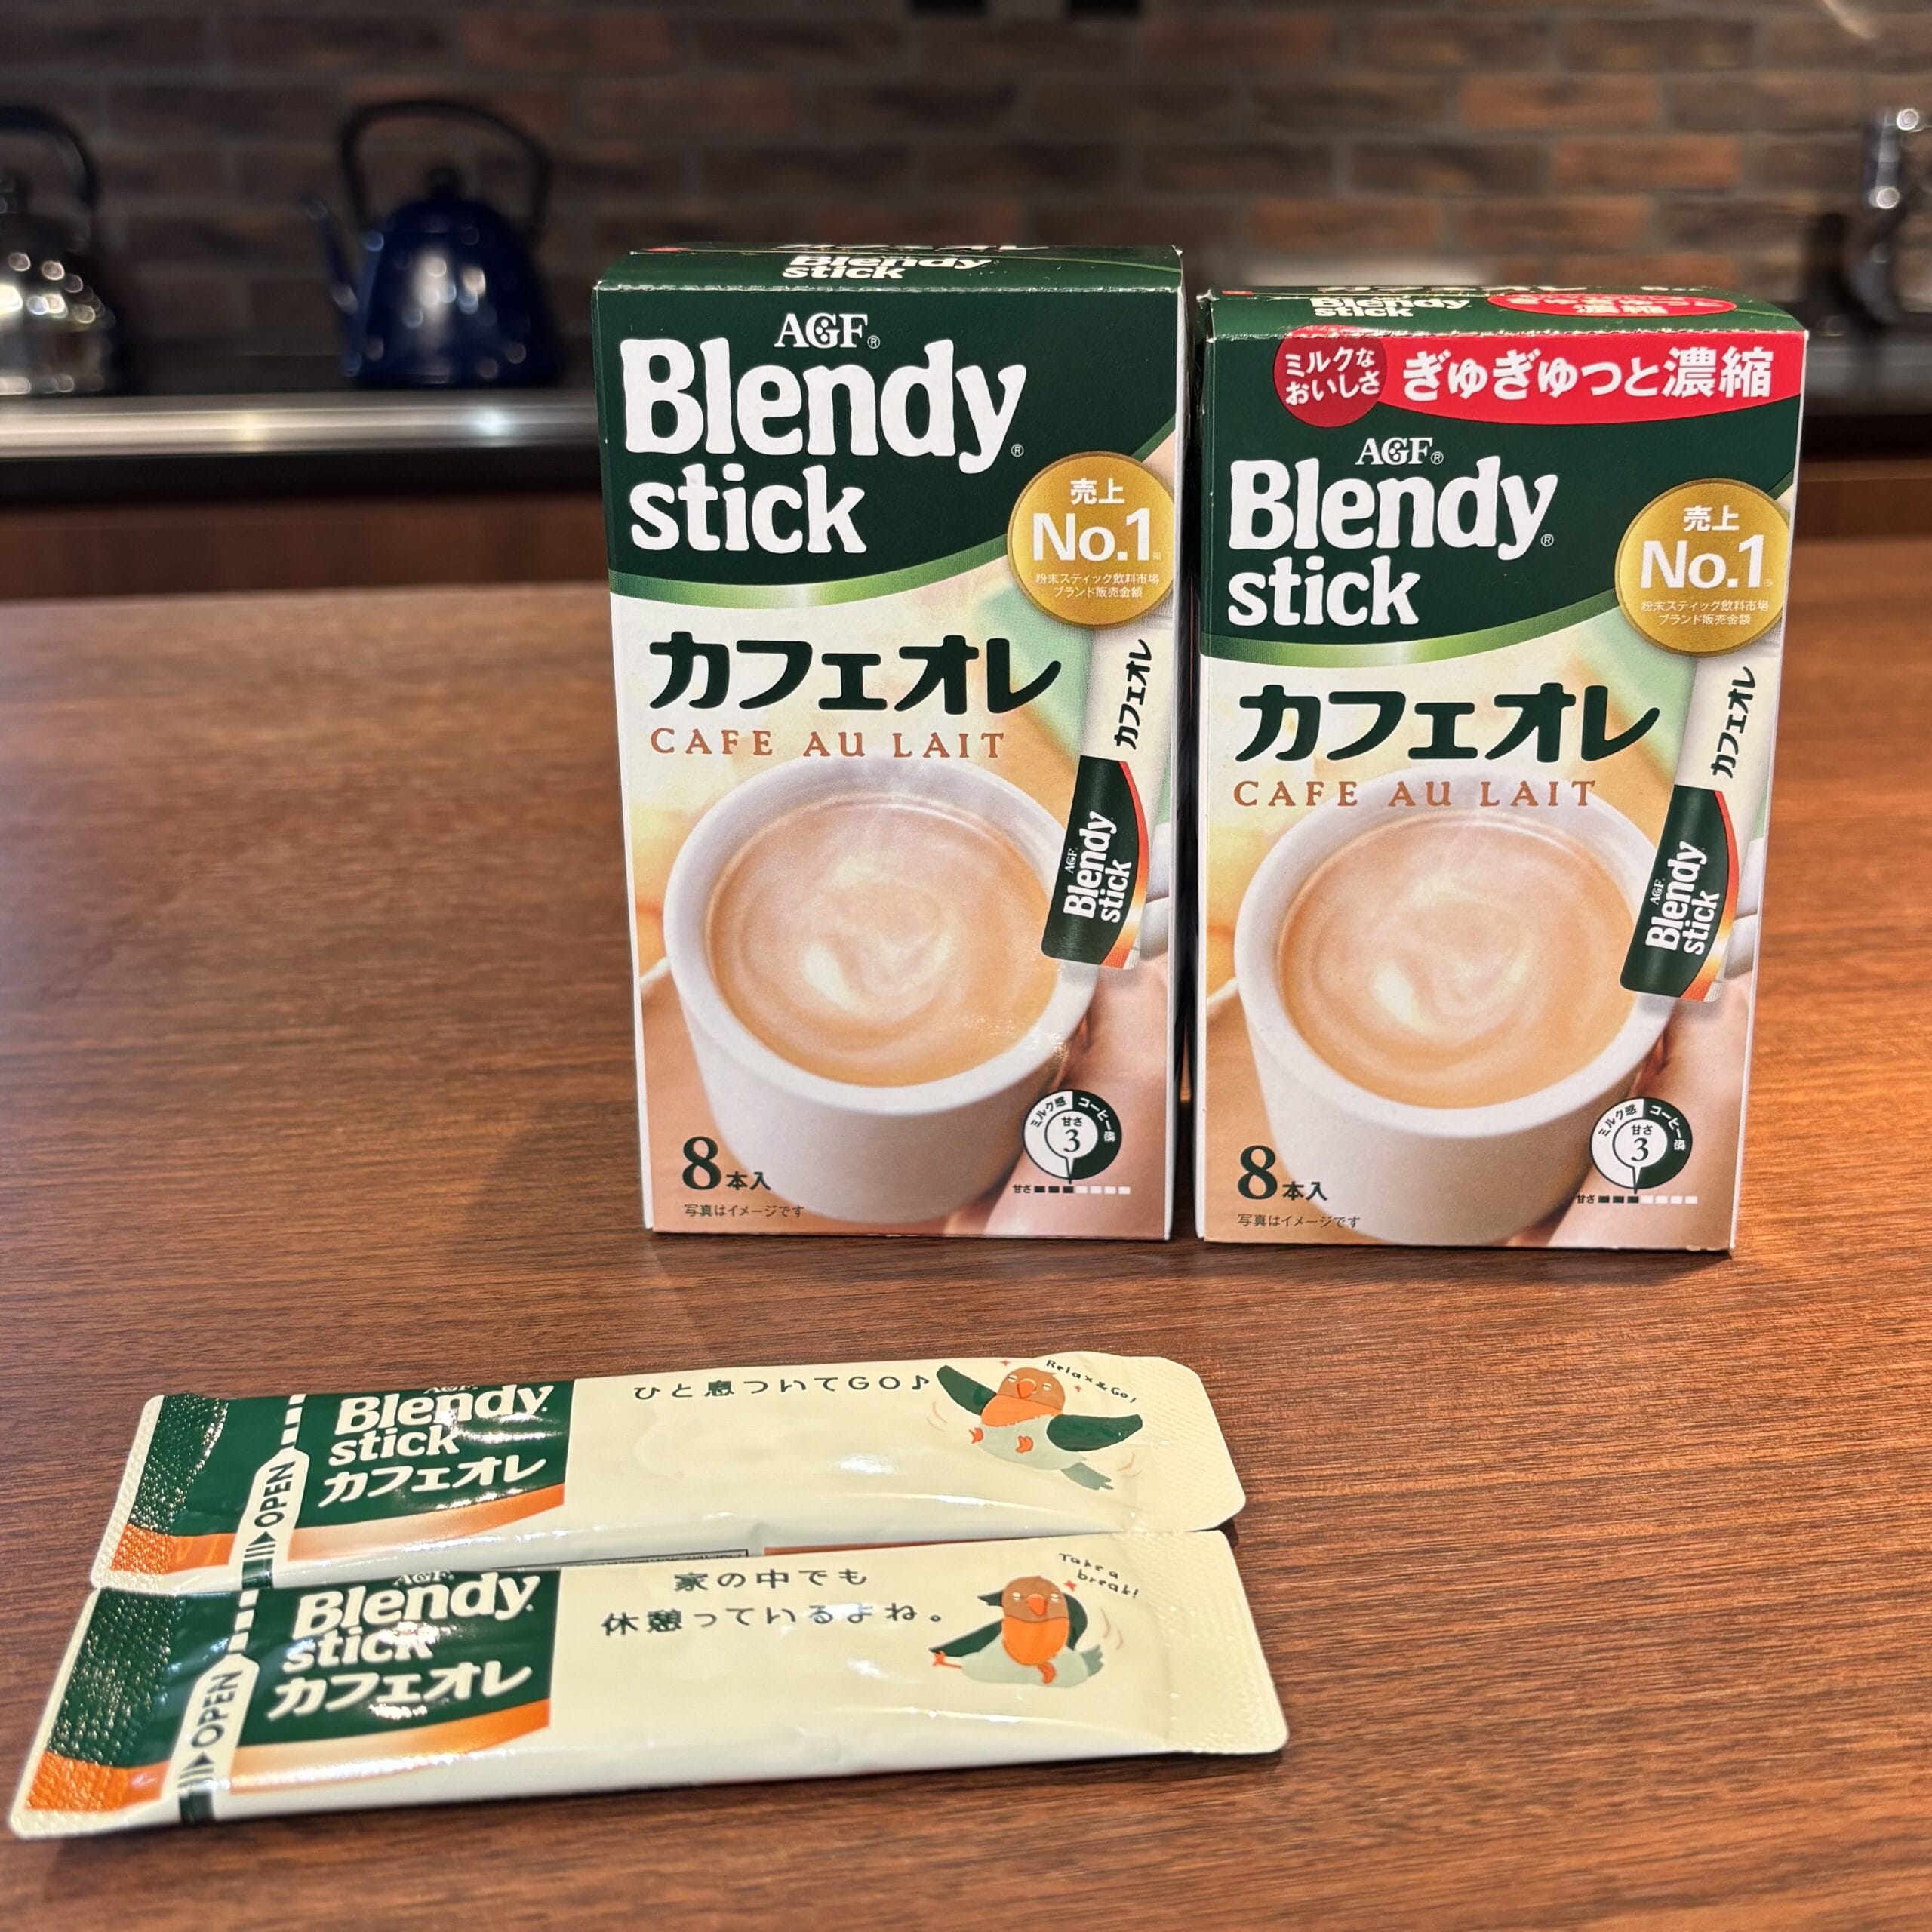 Blendy
stick
AGF®
Blendy®
stick
売上
No.1※
粉末スティック飲料市場
ブランド販売金額
カフェオレ
CAFE AU LAIT
カフェオレ
AGF
Blendy
stick
ミルク感 コーヒー感
甘さ
3
甘さ
8本入
写真はイメージです
Blendy
stick
濃縮
ミルクな
おいしさ
ぎゅぎゅっと濃縮
AGF®
Blendy®
stick
売上
No.1※
粉末スティック飲料市場
ブランド販売金額
カフェオレ
CAFE AU LAIT
カフェオレ
AGF
Blendy
stick
ミルク感 コーヒー感
甘さ
3
甘さ
8本入
写真はイメージです
OPEN
AGF
Blendy
stick
カフェオレ
ひと息ついてGO♪
Relax & Go!
OPEN
AGF
Blendy
stick
カフェオレ
家の中でも
休憩っているよね。
Take a
break!